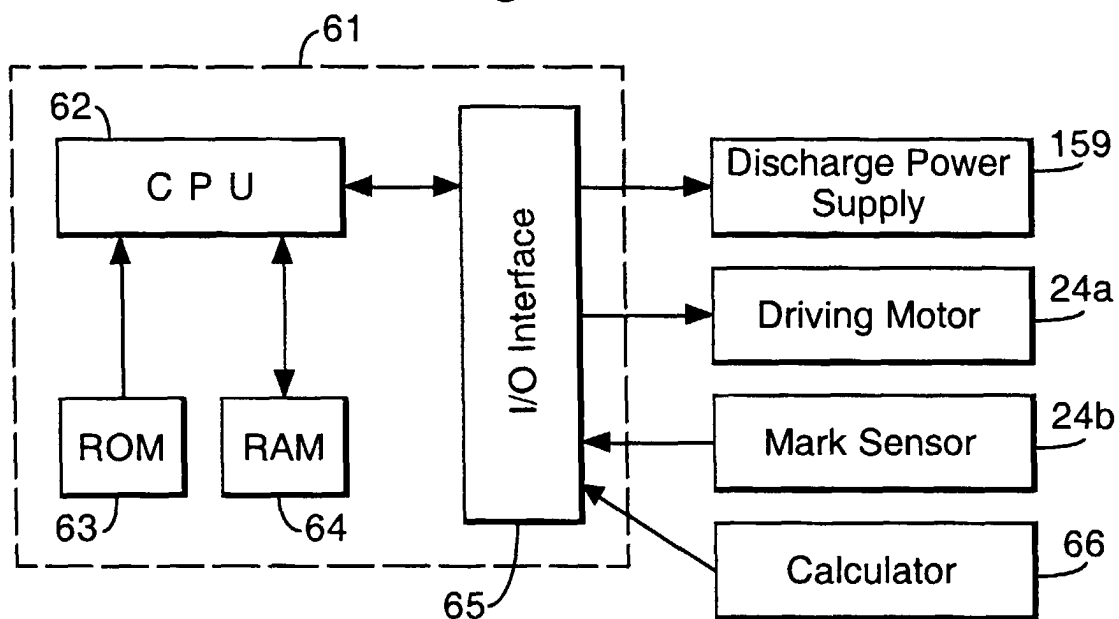 61
62
C P U
I/O Interface
Discharge Power
Supply
159
Driving Motor
24a
Mark Sensor
24b
ROM
RAM
63
64
65
Calculator
66